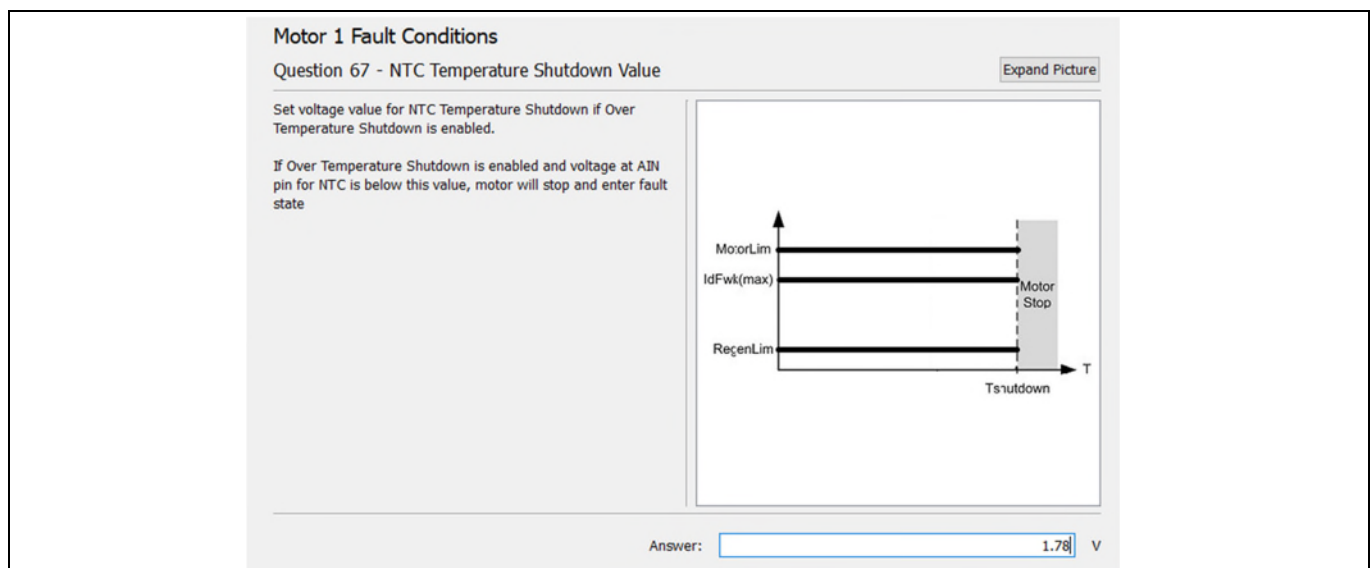 Motor 1 Fault Conditions
Question 67 - NTC Temperature Shutdown Value
Expand Picture
Set voltage value for NTC Temperature Shutdown if Over
Temperature Shutdown is enabled.
If Over Temperature Shutdown is enabled and voltage at AIN
pin for NTC is below this value, motor will stop and enter fault
state
MotorLim
IdFwk(max)
Motor
Stop
RegenLim
T
Tshutdown
Answer:
1.78
V